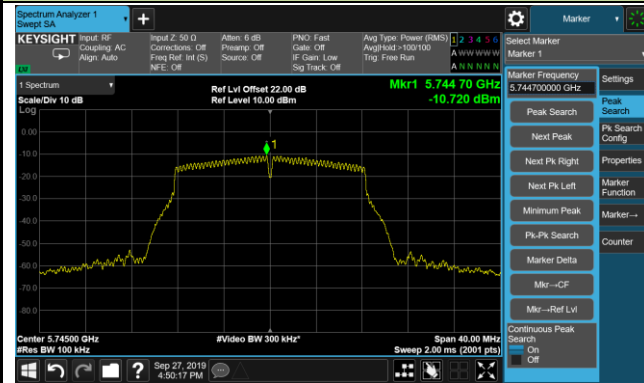 Spectrum Analyzer 1
Swept SA
Marker
KEYSIGHT
Input: RF
Coupling: AC
Align: Auto
Input Z: 50 Ω
Corrections: Off
Freq Ref: Int (S)
NFE: Off
Atten: 6 dB
Preamp: Off
Source: Off
PNO: Fast
Gate: Off
IF Gain: Low
Sig Track: Off
Avg Type: Power (RMS)
Avg|Hold:>100/100
Trig: Free Run
1 2 3 4 5 6
A W W W W W
A N N N N N
Select Marker
Marker 1
1 Spectrum
Scale/Div 10 dB
Log
Ref Lvl Offset 22.00 dB
Ref Level 10.00 dBm
Mkr1 5.744 70 GHz
-10.720 dBm
1
0.00
-10.0
-20.0
-30.0
-40.0
-50.0
-60.0
-70.0
-80.0
Center 5.74500 GHz
#Res BW 100 kHz
#Video BW 300 kHz*
Span 40.00 MHz
Sweep 2.00 ms (2001 pts)
Marker Frequency
5.744700000 GHz
Peak Search
Next Peak
Next Pk Right
Next Pk Left
Minimum Peak
Pk-Pk Search
Marker Delta
Mkr→CF
Mkr→Ref Lvl
Continuous Peak
Search
On
Off
Settings
Peak
Search
Pk Search
Config
Properties
Marker
Function
Marker→
Counter
Sep 27, 2019
4:50:17 PM